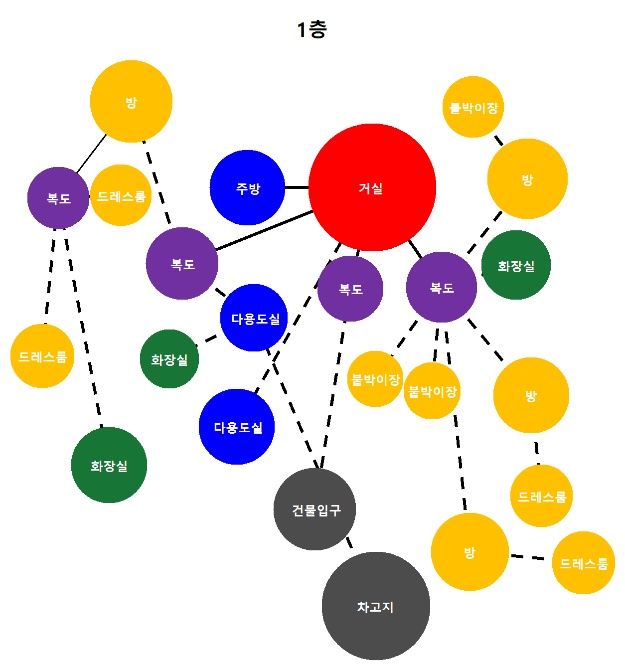 1층
방
붙박이장
방
주방
거실
복도
드레스룸
복도
복도
복도
화장실
다용도실
드레스룸
화장실
붙박이장
붙박이장
방
다용도실
화장실
드레스룸
건물입구
방
드레스룸
차고지